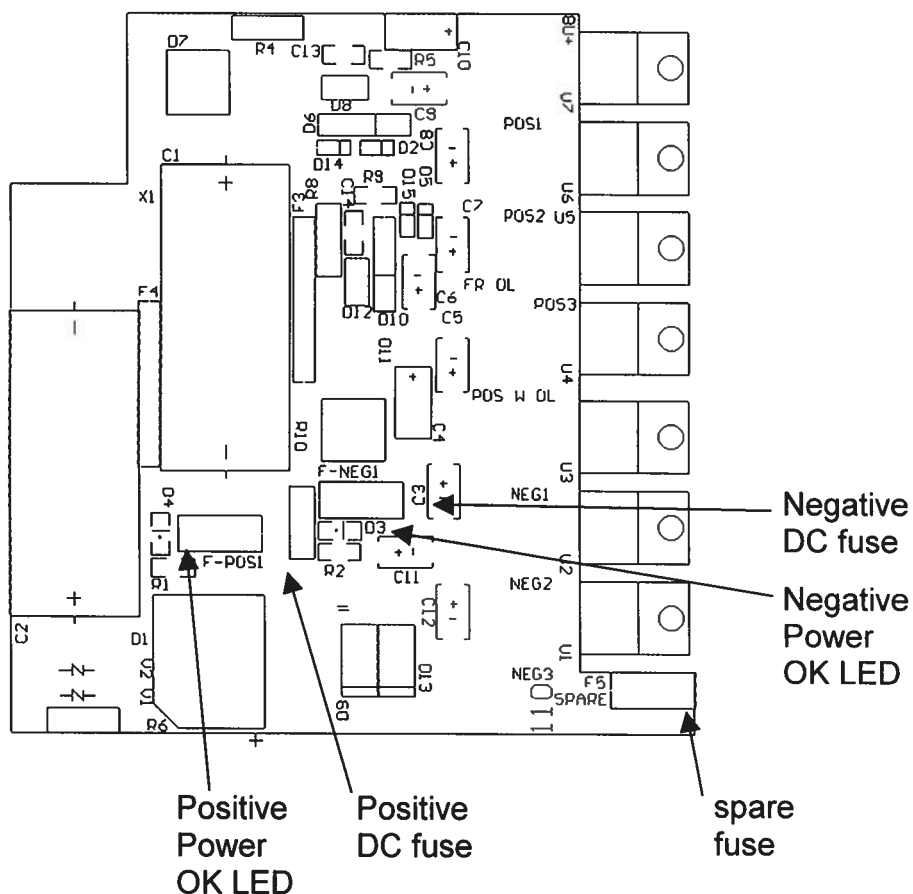 8U+
D7
R4
C13
R5
C10
U8
C9
U7
POS1
D6
C8
D14
D2
C1
X1
R8
C14
R9
D15
D5
U6
F3
C7
POS2
U5
FR OL
F4
D12
D10
C6
C5
POS3
D11
U4
POS W OL
R10
C4
F-NEG1
U3
D4
C3
NEG1
Negative
DC fuse
D3
F-POS1
R1
R2
C11
U2
NEG2
Negative
Power
OK LED
C2
D1
C12
U1
V2
V1
D13
D9
NEG3
F5
SPARE
110
R6
Positive
Power
OK LED
Positive
DC fuse
spare
fuse